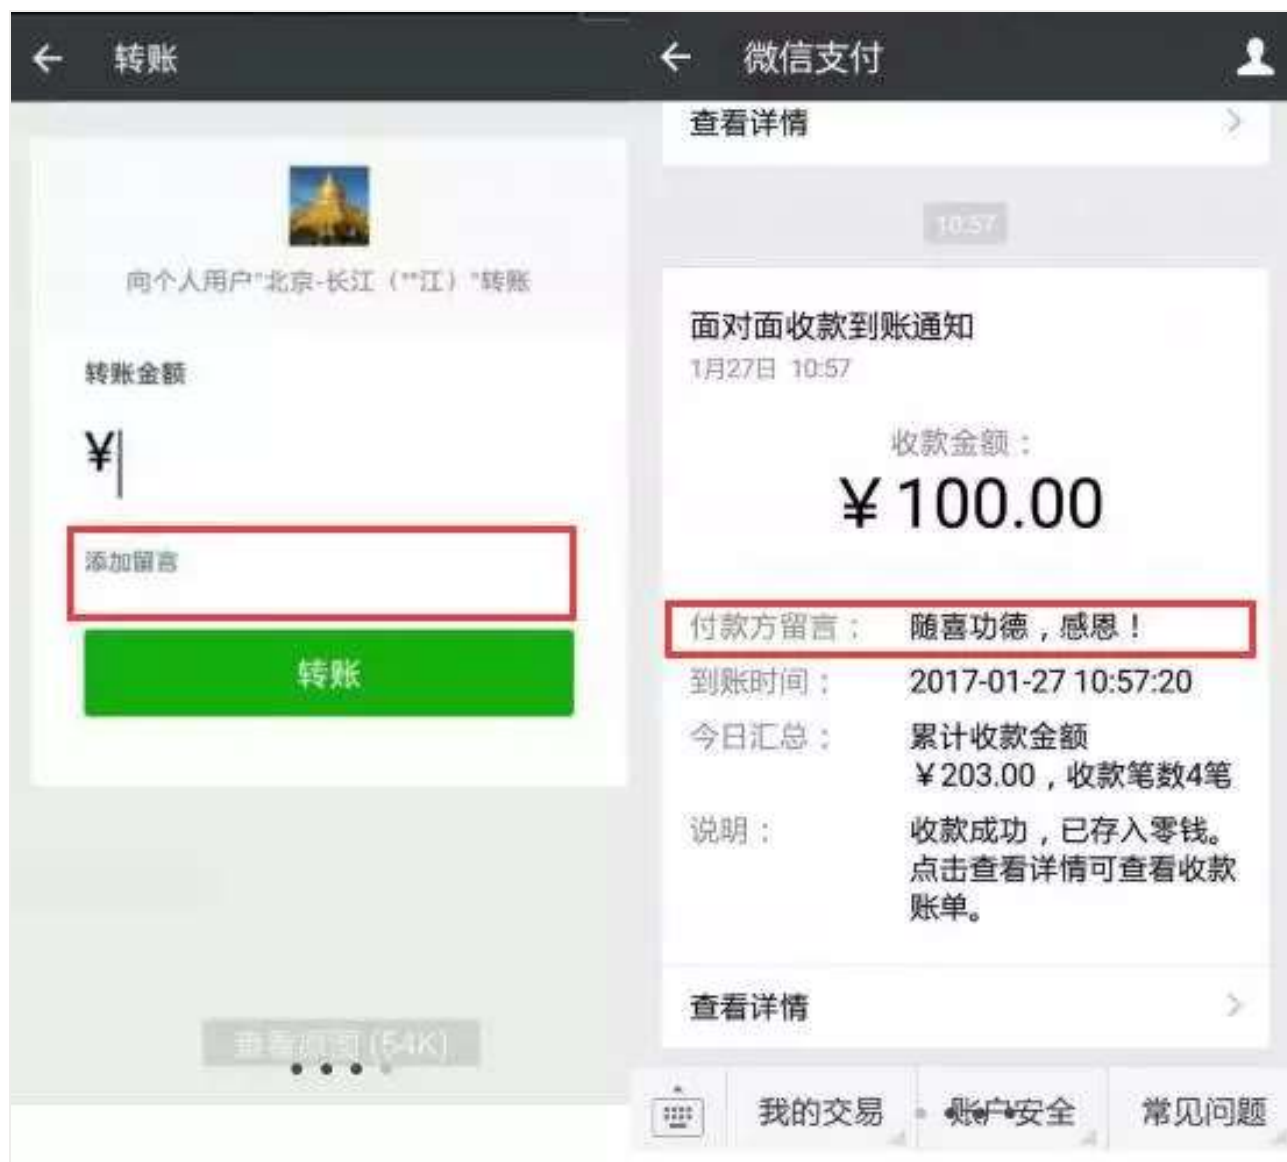 转账
向个人用户"北京-长江（**江）"转账
转账金额
¥
添加留言
转账
查看原图 (54K)
微信支付
查看详情
10:57
面对面收款到账通知
1月27日 10:57
收款金额：
¥100.00
付款方留言： 随喜功德，感恩！
到账时间： 2017-01-27 10:57:20
今日汇总： 累计收款金额
¥203.00，收款笔数4笔
说明： 收款成功，已存入零钱。
点击查看详情可查看收款
账单。
查看详情
我的交易 账户安全 常见问题